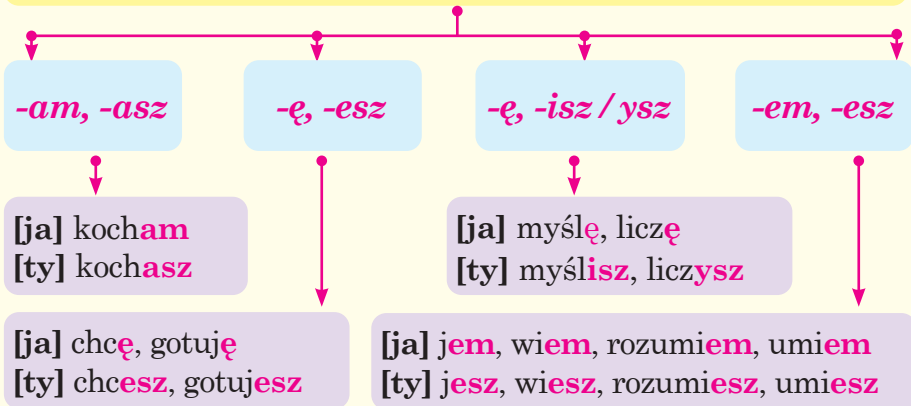 -am, -asz
-ę, -esz
-ę, -isz / ysz
-em, -esz
[ja] kocham
[ty] kochasz
[ja] myślę, liczę
[ty] myślisz, liczysz
[ja] chcę, gotuję
[ty] chcesz, gotujesz
[ja] jem, wiem, rozumiem, umiem
[ty] jesz, wiesz, rozumiesz, umiesz